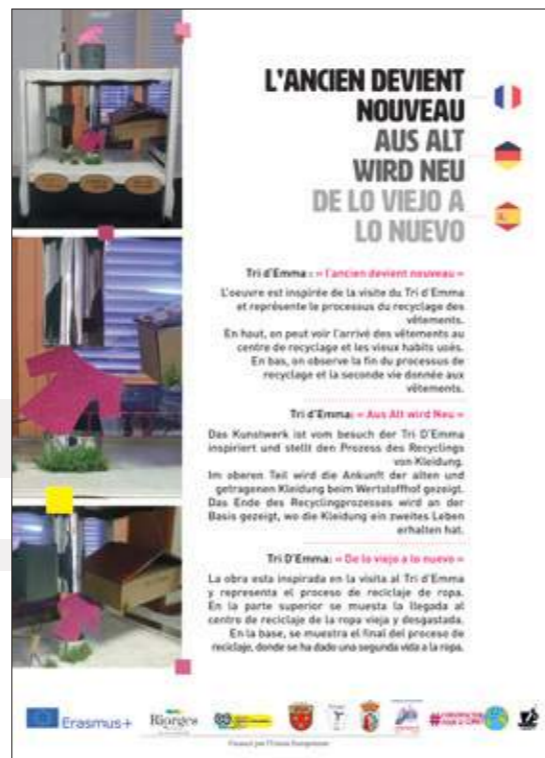 L'ANCIEN DEVIENT
NOUVEAU
AUS ALT
WIRD NEU
DE LO VIEJO A
LO NUEVO
Tri d'Emma : « l'ancien devient nouveau »
L'oeuvre est inspirée de la visite du Tri d'Emma
et représente le processus du recyclage des
vêtements.
En haut, on peut voir l'arrivé des vêtements au
centre de recyclage et les vieux habits usés.
En bas, on observe la fin du processus de
recyclage et la seconde vie donnée aux
vêtements.
Tri d'Emma: « Aus Alt wird Neu »
Das Kunstwerk ist vom besuch der Tri D'Emma
inspiriert und stellt den Prozess des Recyclings
von Kleidung.
Im oberen Teil wird die Ankunft der alten und
getragenen Kleidung beim Wertstoffhof gezeigt.
Das Ende des Recyclingprozesses wird an der
Basis gezeigt, wo die Kleidung ein zweites Leben
erhalten hat.
Tri D'Emma: « De lo viejo a lo nuevo »
La obra esta inspirada en la visita al Tri d'Emma
y representa el proceso de reciclaje de ropa.
En la parte superior se muesta la llegada al
centro de reciclaje de la ropa vieja y desgastada.
En la base, se muestra el final del proceso de
reciclaje, donde se ha dado una segunda vida a la ropa.
Erasmus+
Riorges
Financé par l'Union Européenne